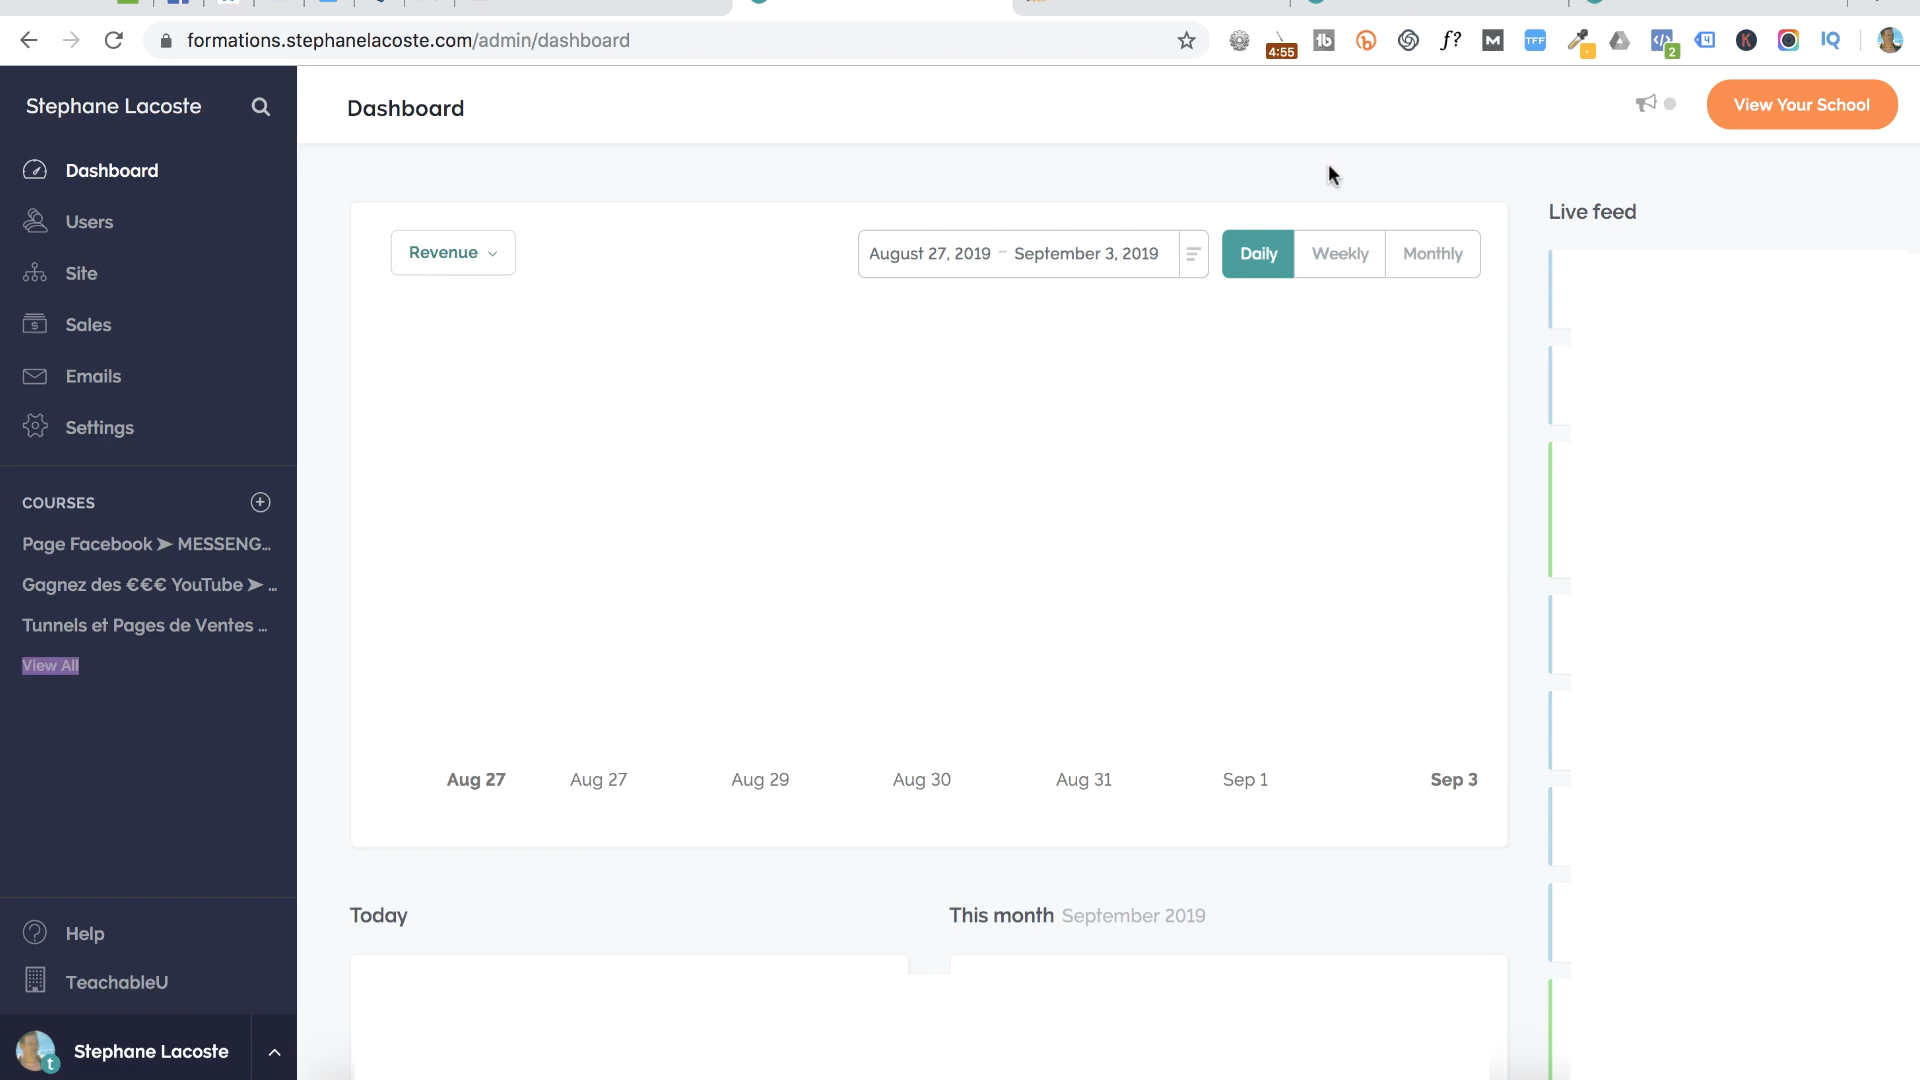 formations.stephanelacoste.com/admin/dashboard
4:55
f?
TFF
2
IQ
Stephane Lacoste
Dashboard
View Your School
Dashboard
Users
Site
Sales
Emails
Settings
COURSES
Page Facebook ➤ MESSENG...
Gagnez des €€€ YouTube ➤ ...
Tunnels et Pages de Ventes ...
View All
Help
TeachableU
Stephane Lacoste
Revenue
August 27, 2019 – September 3, 2019
Daily
Weekly
Monthly
Live feed
Aug 27
Aug 27
Aug 29
Aug 30
Aug 31
Sep 1
Sep 3
Today
This month September 2019